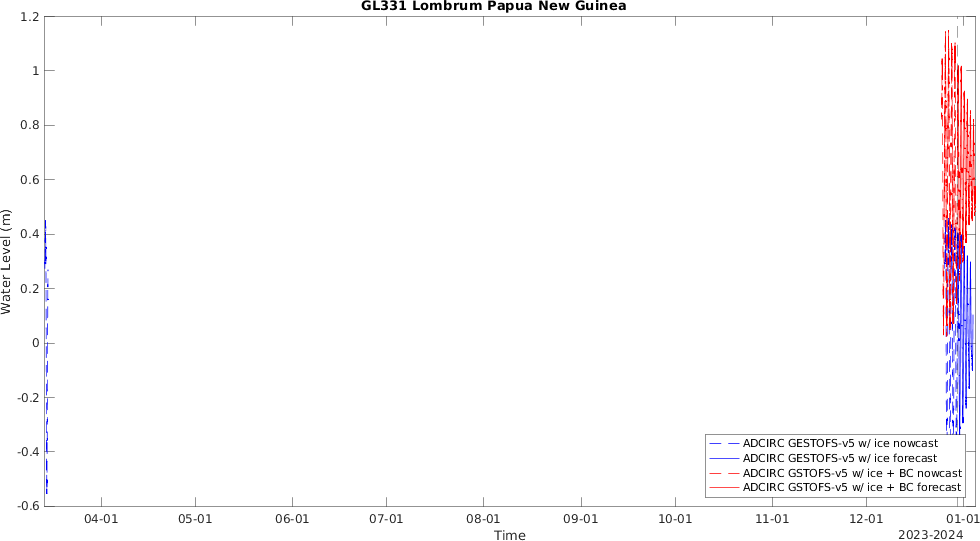 GL331 Lombrum Papua New Guinea
1.2
1
0.8
0.6
0.4
0.2
0
-0.2
-0.4
-0.6
Water Level (m)
ADCIRC GESTOFS-v5 w/ ice nowcast
ADCIRC GESTOFS-v5 w/ ice forecast
ADCIRC GSTOFS-v5 w/ ice + BC nowcast
ADCIRC GSTOFS-v5 w/ ice + BC forecast
04-01 05-01 06-01 07-01 08-01 09-01 10-01 11-01 12-01 01-01
Time
2023-2024